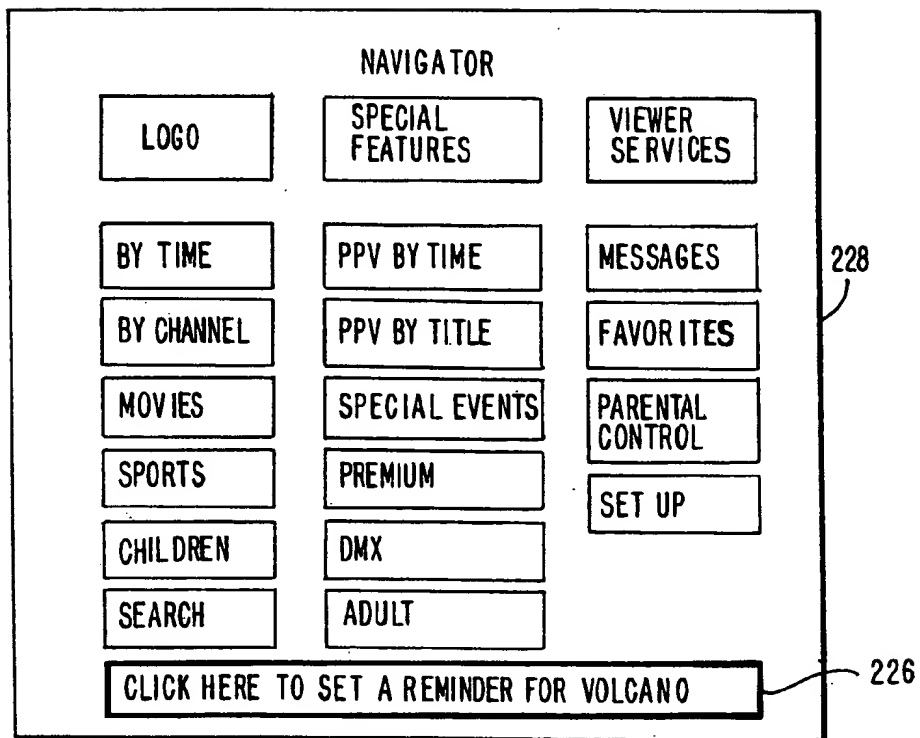 NAVIGATOR
LOGO
SPECIAL
FEATURES
VIEWER
SERVICES
BY TIME
PPV BY TIME
MESSAGES
BY CHANNEL
PPV BY TITLE
FAVORITES
MOVIES
SPECIAL EVENTS
PARENTAL
CONTROL
SPORTS
PREMIUM
SET UP
CHILDREN
DMX
SEARCH
ADULT
CLICK HERE TO SET A REMINDER FOR VOLCANO
228
226